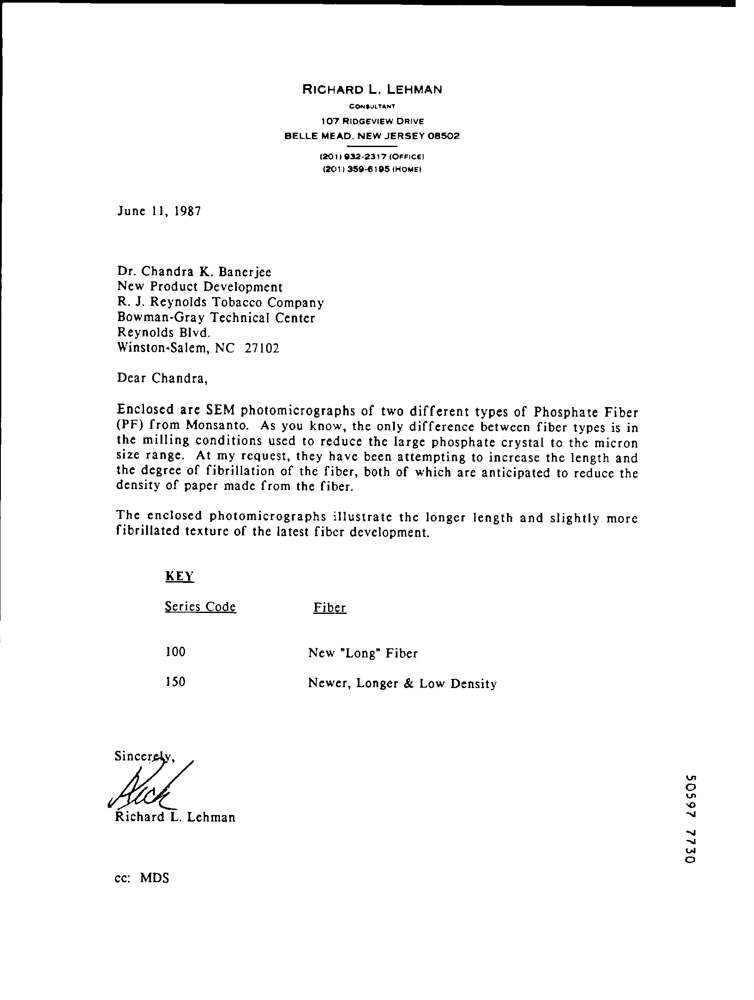 RICHARD L. LEHMAN
CONSULTANT
107 RIDGEVIEW DRIVE
BELLE MEAD, NEW JERSEY 08502
(201) 932-2317 (OFFICE)
(201) 359-6195 (HOME)
June 11, 1987
Dr. Chandra K. Banerjee
New Product Development
R. J. Reynolds Tobacco Company
Bowman-Gray Technical Center
Reynolds Blvd.
Winston-Salem, NC 27102
Dear Chandra,
Enclosed are SEM photomicrographs of two different types of Phosphate Fiber
(PF) from Monsanto. As you know, the only difference between fiber types is in
the milling conditions used to reduce the large phosphate crystal to the micron
size range. At my request, they have been attempting to increase the length and
the degree of fibrillation of the fiber, both of which are anticipated to reduce the
density of paper made from the fiber.
The enclosed photomicrographs illustrate the longer length and slightly more
fibrillated texture of the latest fiber development.
KEY
Series Code Fiber
100 New "Long" Fiber
150 Newer, Longer & Low Density
Sincerely,
Rick
Richard L. Lehman
cc: MDS
50597 7730